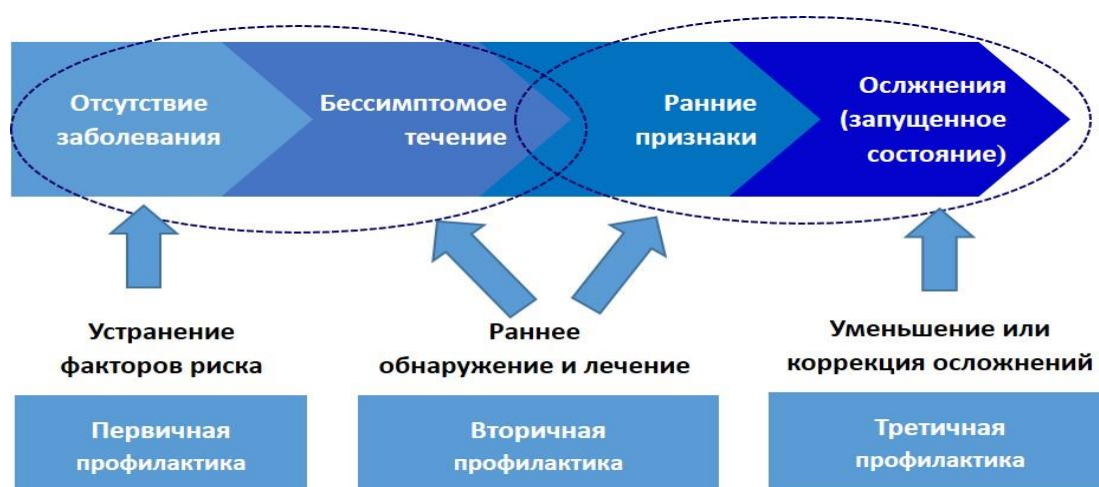 Отсутствие
заболевания
Бессимптомое
течение
Ранние
признаки
Ослжнения
(запущенное
состояние)
Устранение
факторов риска
Раннее
обнаружение и лечение
Уменьшение или
коррекция осложнений
Первичная
профилактика
Вторичная
профилактика
Третичная
профилактика